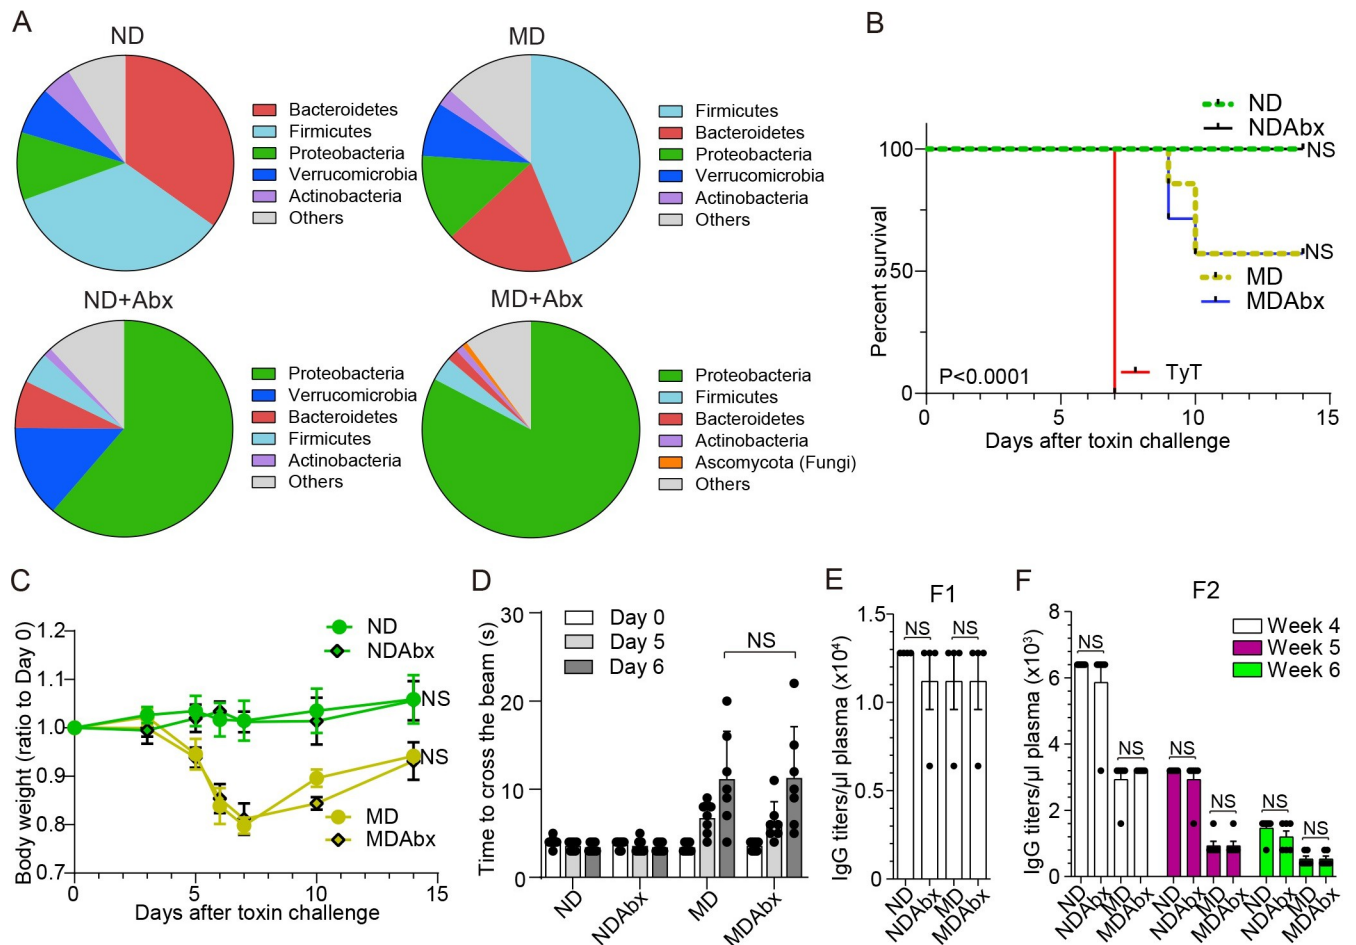 A
ND
Bacteroidetes
Firmicutes
Proteobacteria
Verrucomicrobia
Actinobacteria
Others
MD
Firmicutes
Bacteroidetes
Proteobacteria
Verrucomicrobia
Actinobacteria
Others
ND+Abx
Proteobacteria
Verrucomicrobia
Bacteroidetes
Firmicutes
Actinobacteria
Others
MD+Abx
Proteobacteria
Firmicutes
Bacteroidetes
Actinobacteria
Ascomycota (Fungi)
Others
B
ND
NDAbx
NS
NS
MD
MDAbx
TyT
P<0.0001
Percent survival
100
50
0
0 5 10 15
Days after toxin challenge
C
Body weight (ratio to Day 0)
1.2
1.1
1.0
0.9
0.8
0.7
ND
NDAbx
NS
NS
MD
MDAbx
0 5 10 15
Days after toxin challenge
D
Time to cross the beam (s)
30
20
10
0
Day 0
Day 5
Day 6
NS
ND NDAbx MD MDAbx
E
F1
IgG titers/µl plasma (x10⁴)
1.5
1.0
0.5
0
NS NS
ND NDAbx MD MDAbx
F
F2
IgG titers/µl plasma (x10³)
8
6
4
2
0
Week 4
Week 5
Week 6
NS
NS
NS
NS
NS
NS
ND NDAbx MD MDAbx ND NDAbx MD MDAbx ND NDAbx MD MDAbx